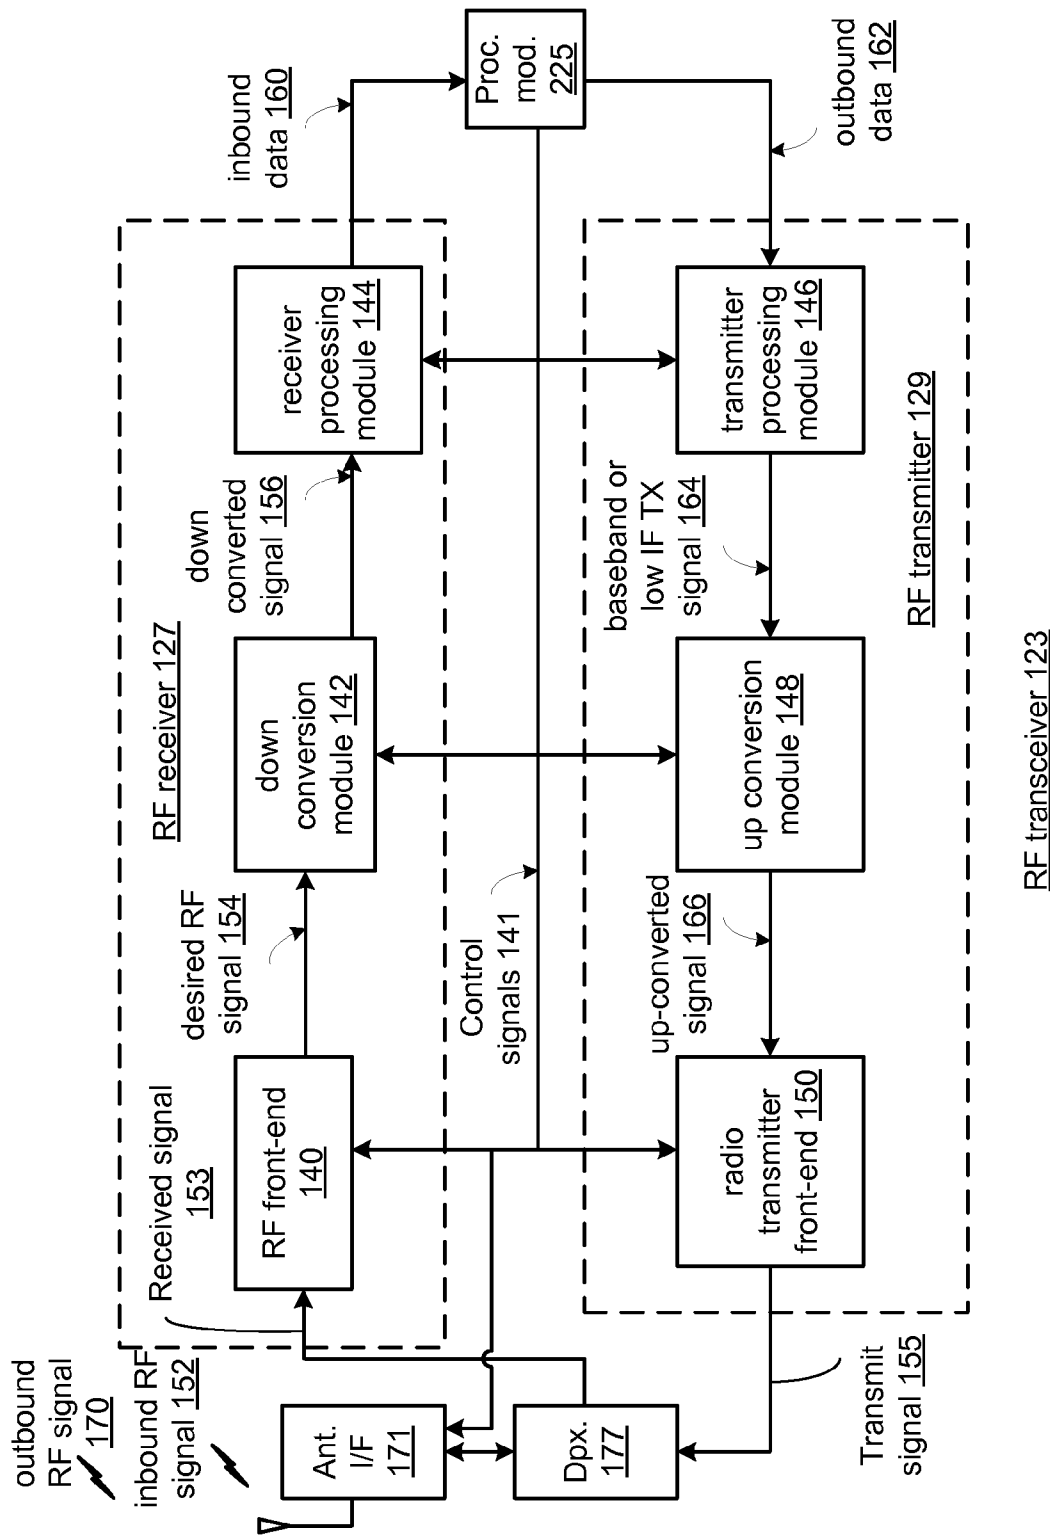 outbound
RF signal
170
inbound RF
signal 152
Ant.
I/F
171
Dpx.
177
Received signal
153
RF front-end
140
desired RF
signal 154
RF receiver 127
down
conversion
module 142
down
converted
signal 156
receiver
processing
module 144
inbound
data 160
Proc.
mod.
225
Control
signals 141
outbound
data 162
transmitter
processing
module 146
baseband or
low IF TX
signal 164
up conversion
module 148
up-converted
signal 166
radio
transmitter
front-end 150
Transmit
signal 155
RF transmitter 129
RF transceiver 123